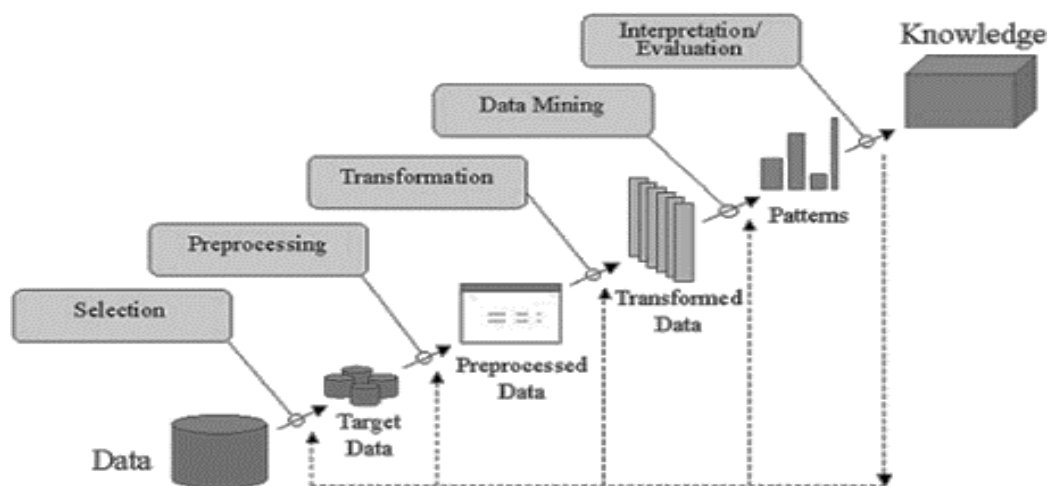 Interpretation/
Evaluation
Knowledge
Data Mining
Transformation
Patterns
Preprocessing
Transformed
Data
Selection
Preprocessed
Data
Target
Data
Data